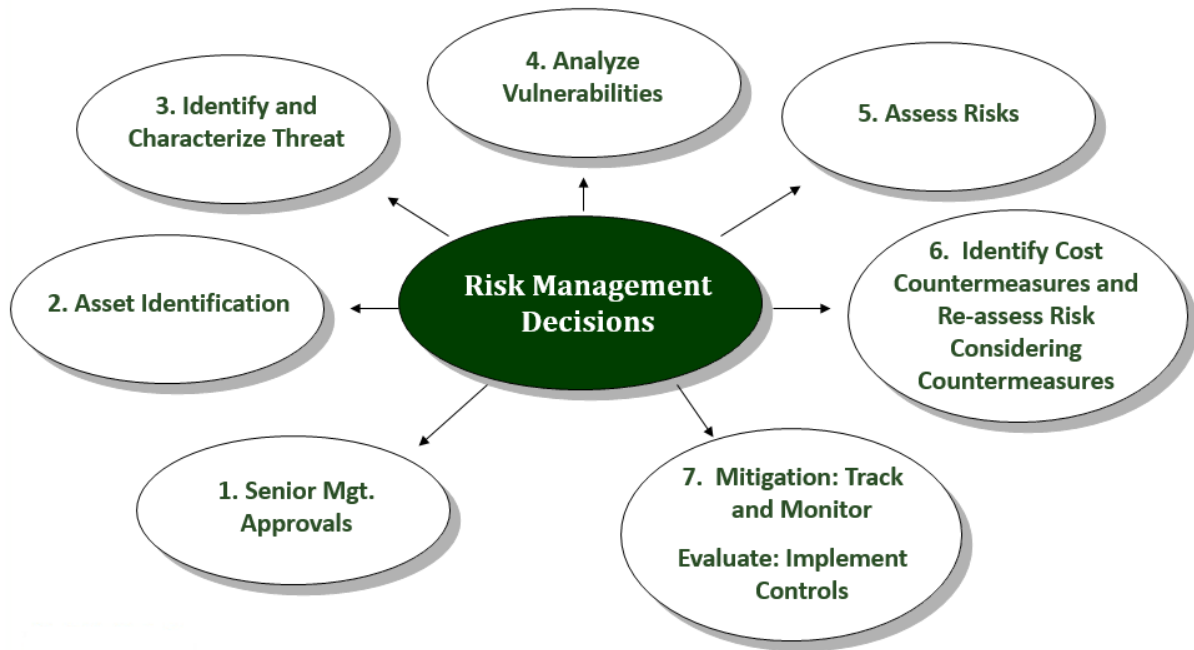 4. Analyze
Vulnerabilities
3. Identify and
Characterize Threat
5. Assess Risks
Risk Management
Decisions
2. Asset Identification
6. Identify Cost
Countermeasures and
Re-assess Risk
Considering
Countermeasures
1. Senior Mgt.
Approvals
7. Mitigation: Track
and Monitor
Evaluate: Implement
Controls